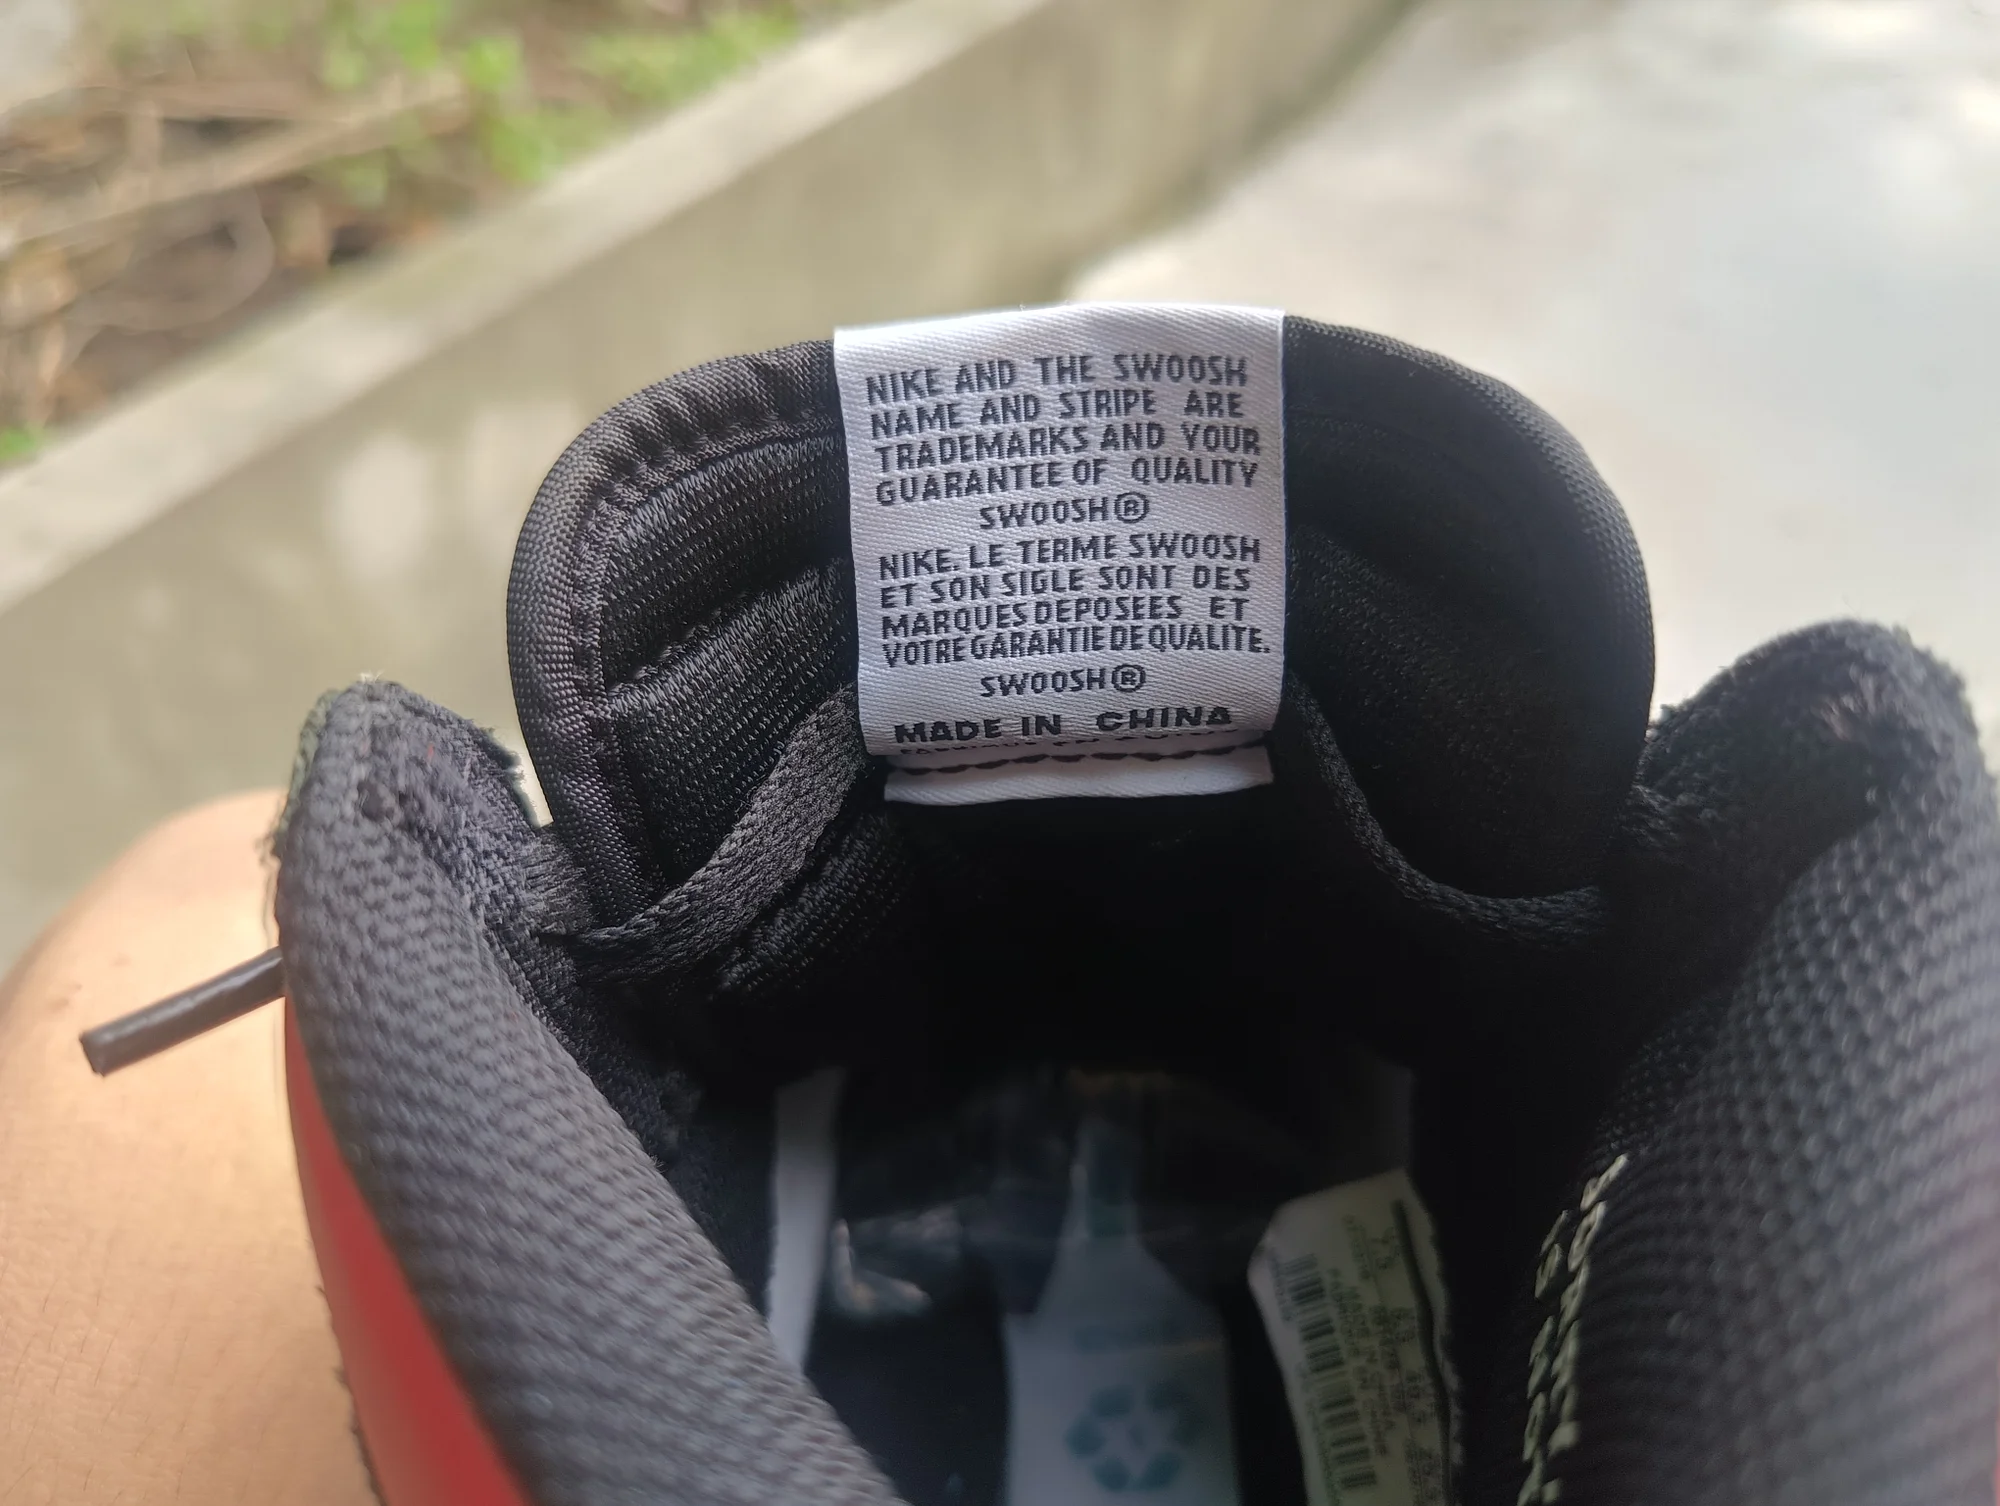 NIKE AND THE SWOOSH
NAME AND STRIPE ARE
TRADEMARKS AND YOUR
GUARANTEE OF QUALITY
SWOOSH®
NIKE. LE TERME SWOOSH
ET SON SIGLE SONT DES
MARQUES DEPOSEES ET
VOTRE GARANTIE DE QUALITE.
SWOOSH®
MADE IN CHINA